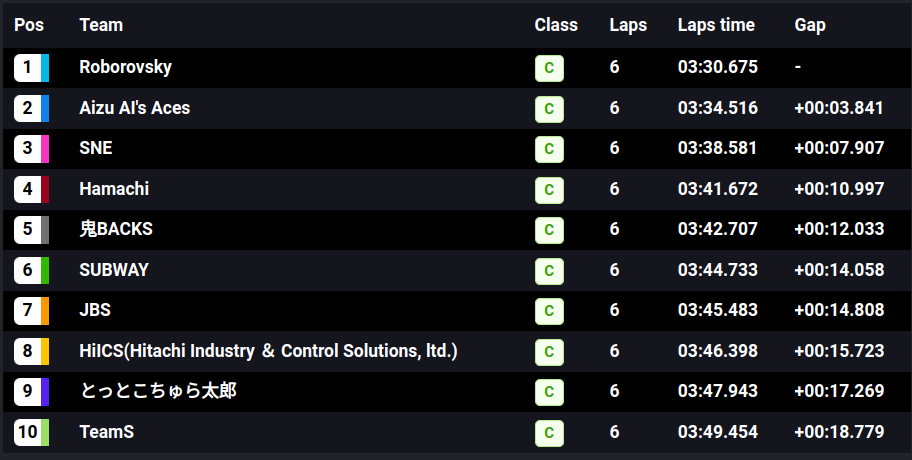 Pos Team Class Laps Laps time Gap
1 Roborovsky C 6 03:30.675 -
2 Aizu AI's Aces C 6 03:34.516 +00:03.841
3 SNE C 6 03:38.581 +00:07.907
4 Hamachi C 6 03:41.672 +00:10.997
5 鬼BACKS C 6 03:42.707 +00:12.033
6 SUBWAY C 6 03:44.733 +00:14.058
7 JBS C 6 03:45.483 +00:14.808
8 HiICS(Hitachi Industry ＆ Control Solutions, ltd.) C 6 03:46.398 +00:15.723
9 とっとこちゅら太郎 C 6 03:47.943 +00:17.269
10 TeamS C 6 03:49.454 +00:18.779